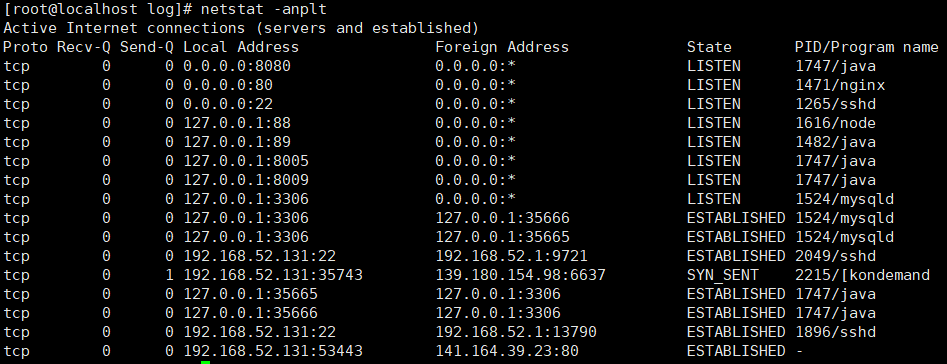 [root@localhost log]# netstat -anplt
Active Internet connections (servers and established)
Proto Recv-Q Send-Q Local Address Foreign Address State PID/Program name
tcp 0 0 0.0.0.0:8080 0.0.0.0:* LISTEN 1747/java
tcp 0 0 0.0.0.0:80 0.0.0.0:* LISTEN 1471/nginx
tcp 0 0 0.0.0.0:22 0.0.0.0:* LISTEN 1265/sshd
tcp 0 0 127.0.0.1:88 0.0.0.0:* LISTEN 1616/node
tcp 0 0 127.0.0.1:89 0.0.0.0:* LISTEN 1482/java
tcp 0 0 127.0.0.1:8005 0.0.0.0:* LISTEN 1747/java
tcp 0 0 127.0.0.1:8009 0.0.0.0:* LISTEN 1747/java
tcp 0 0 127.0.0.1:3306 0.0.0.0:* LISTEN 1524/mysqld
tcp 0 0 127.0.0.1:3306 127.0.0.1:35666 ESTABLISHED 1524/mysqld
tcp 0 0 127.0.0.1:3306 127.0.0.1:35665 ESTABLISHED 1524/mysqld
tcp 0 0 192.168.52.131:22 192.168.52.1:9721 ESTABLISHED 2049/sshd
tcp 0 1 192.168.52.131:35743 139.180.154.98:6637 SYN_SENT 2215/[kondemand
tcp 0 0 127.0.0.1:35665 127.0.0.1:3306 ESTABLISHED 1747/java
tcp 0 0 127.0.0.1:35666 127.0.0.1:3306 ESTABLISHED 1747/java
tcp 0 0 192.168.52.131:22 192.168.52.1:13790 ESTABLISHED 1896/sshd
tcp 0 0 192.168.52.131:53443 141.164.39.23:80 ESTABLISHED -